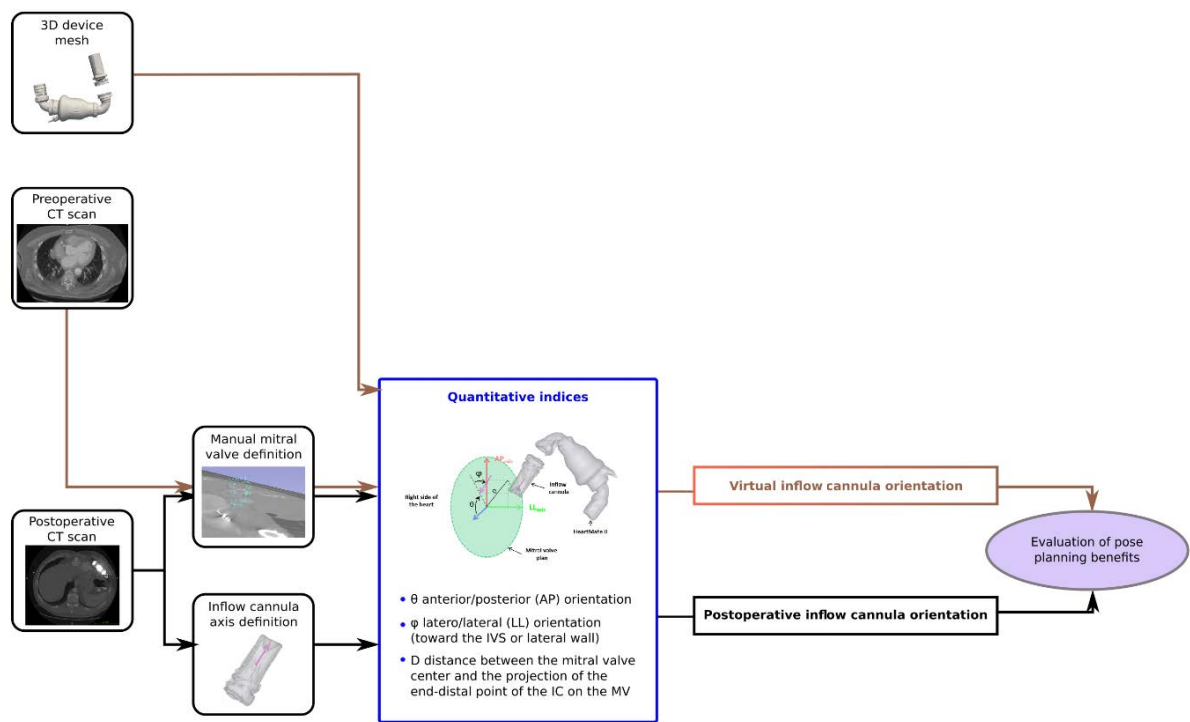 3D device
mesh
Preoperative
CT scan
Manual mitral
valve definition
Postoperative
CT scan
Inflow cannula
axis definition
Quantitative indices
φ
θ
Right side of
the heart
Inflow
cannula
Mitral valve
plan
HeartMate II
• θ anterior/posterior (AP) orientation
• φ latero/lateral (LL) orientation
(toward the IVS or lateral wall)
• D distance between the mitral valve
center and the projection of the
end-distal point of the IC on the MV
Virtual inflow cannula orientation
Postoperative inflow cannula orientation
Evaluation of pose
planning benefits